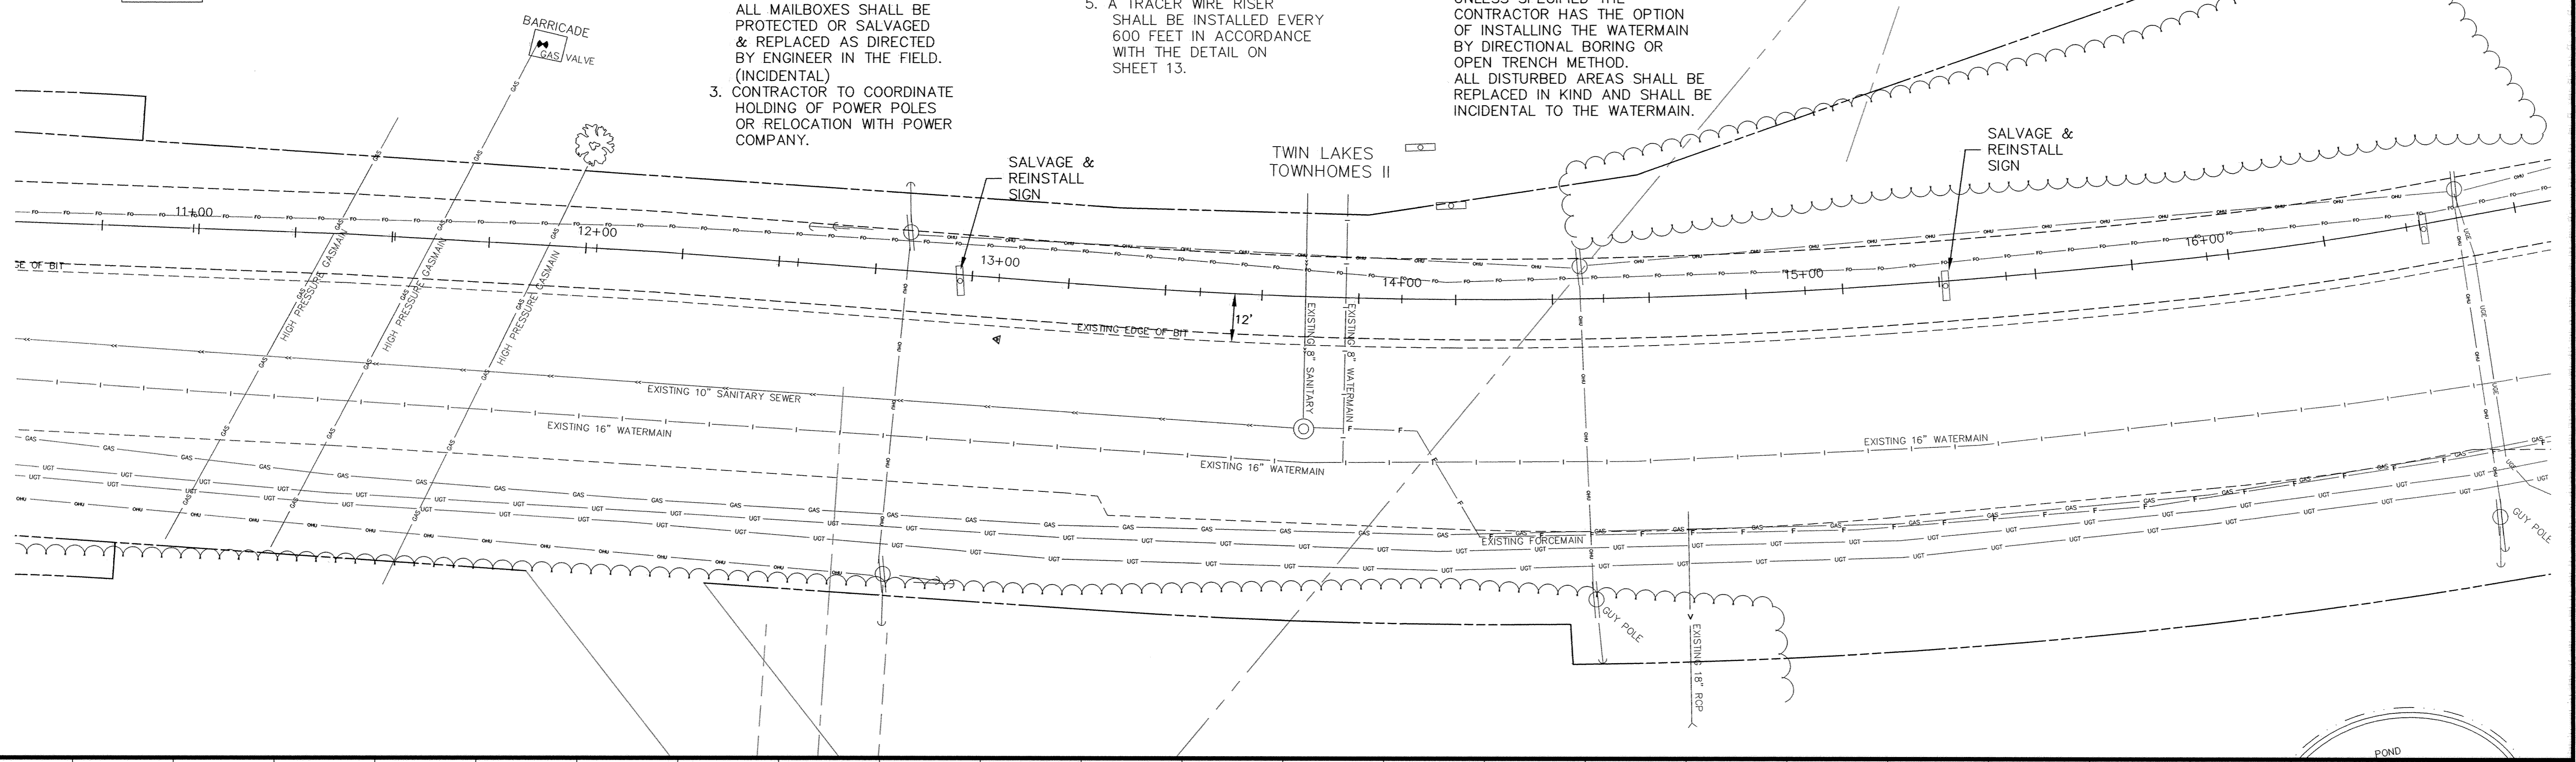 ALL MAILBOXES SHALL BE
PROTECTED OR SALVAGED
& REPLACED AS DIRECTED
BY ENGINEER IN THE FIELD.
(INCIDENTAL)
3. CONTRACTOR TO COORDINATE
HOLDING OF POWER POLES
OR RELOCATION WITH POWER
COMPANY.
5. A TRACER WIRE RISER
SHALL BE INSTALLED EVERY
600 FEET IN ACCORDANCE
WITH THE DETAIL ON
SHEET 13.
UNLESS SPECIFIED THE
CONTRACTOR HAS THE OPTION
OF INSTALLING THE WATERMAIN
BY DIRECTIONAL BORING OR
OPEN TRENCH METHOD.
ALL DISTURBED AREAS SHALL BE
REPLACED IN KIND AND SHALL BE
INCIDENTAL TO THE WATERMAIN.
BARRICADE
GAS VALVE
SALVAGE &
REINSTALL
SIGN
TWIN LAKES
TOWNHOMES II
SALVAGE &
REINSTALL
SIGN
11+00
12+00
13+00
14+00
15+00
16+00
HIGH PRESSURE GASMAIN
HIGH PRESSURE GASMAIN
HIGH PRESSURE GASMAIN
GE OF BIT
EXISTING EDGE OF BIT
12'
EXISTING 8" SANITARY
EXISTING 8" WATERMAIN
EXISTING 10" SANITARY SEWER
EXISTING 16" WATERMAIN
EXISTING 16" WATERMAIN
EXISTING 16" WATERMAIN
EXISTING FORCEMAIN
GUY POLE
GUY POLE
EXISTING 18" RCP
POND